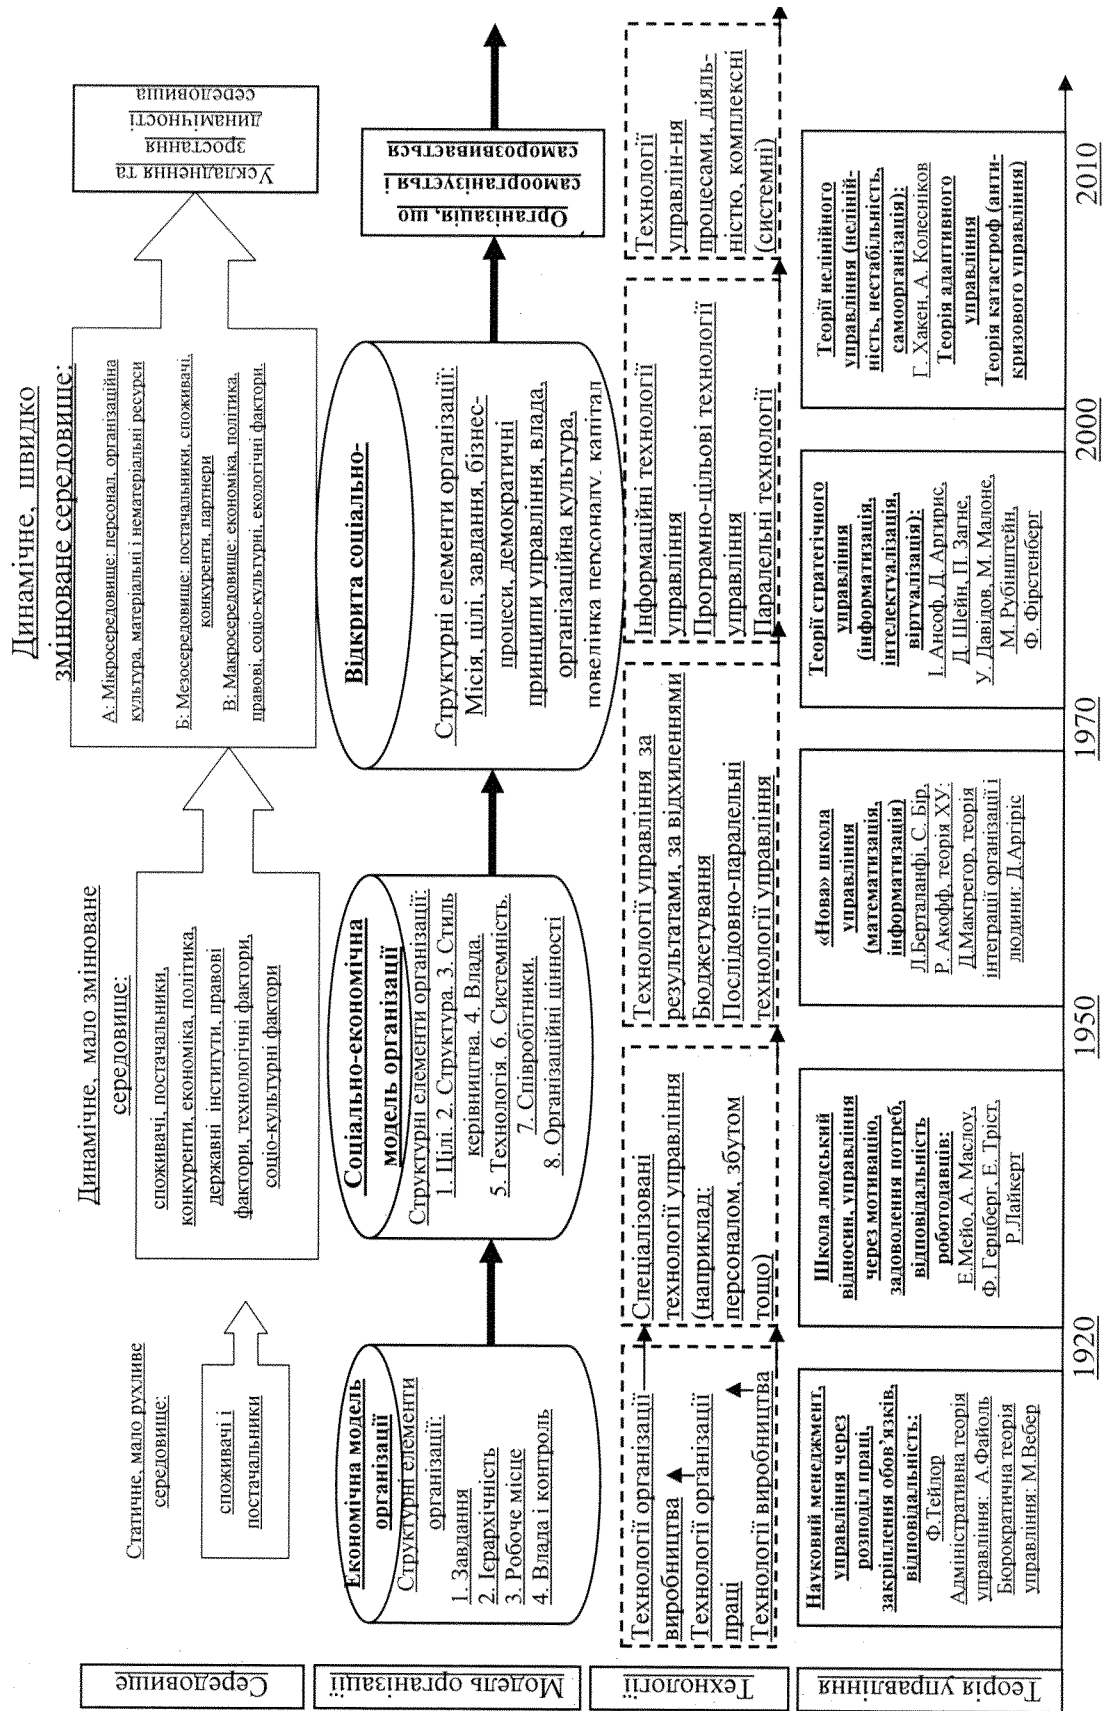 Середовище
Статичне, мало рухливе
середовище:
споживачі і
постачальники
Динамічне, мало змінюване
середовище:
споживачі, постачальники,
конкуренти, економіка, політика,
державні інститути, правові
фактори, технологічні фактори,
соціо-культурні фактори
Динамічне, швидко
змінюване середовище:
А: Мікросередовище: персонал, організаційна
культура, матеріальні і нематеріальні ресурси
Б: Мезосередовище: постачальники, споживачі,
конкуренти, партнери
В: Макросередовище: економіка, політика,
правові, соціо-культурні, екологічні фактори.
Ускладнення та
зростання
динамічності
середовища
Модель організації
Економічна модель
організації
Структурні елементи
організації:
1. Завдання
2. Ієрархічність
3. Робоче місце
4. Влада і контроль
Соціально-економічна
модель організації
Структурні елементи організації:
1. Цілі. 2. Структура. 3. Стиль
керівництва. 4. Влада.
5. Технологія. 6. Системність.
7. Співробітники.
8. Організаційні цінності
Відкрита соціально-
Структурні елементи організації:
Місія, цілі, завдання, бізнес-
процеси, демократичні
принципи управління, влада,
організаційна культура,
поведінка персоналу, капітал
Організація, що
самоорганізується і
саморозвивається
Технології
Технології організації
виробництва
Технології організації
праці
Технології виробництва
Спеціалізовані
технології управління
(наприклад:
персоналом, збутом
тощо)
Технології управління за
результатами, за відхиленнями
Бюджетування
Послідовно-паралельні
технології управління
Інформаційні технології
управління
Програмно-цільові технології
управління
Паралельні технології
Технології
управлін-ня
процесами, діяль-
ністю, комплексні
(системні)
Теорія управління
Науковий менеджмент,
управління через
розподіл праці,
закріплення обов’язків,
відповідальність:
Ф.Тейлор
Адміністративна теорія
управління: А.Файоль
Бюрократична теорія
управління: М.Вебер
Школа людський
відносин, управління
через мотивацію,
задоволення потреб,
відповідальність
роботодавців:
Е.Мейо, А. Маслоу,
Ф. Герцберг, Е. Тріст,
Р.Лайкерт
«Нова» школа
управління
(математизація,
інформатизація)
Л.Берталанфі, С. Бір,
Р. Акофф, теорія ХУ:
Д.Макгрегор, теорія
інтеграції організації і
людини: Д.Аргіріс
Теорії стратегічного
управління
(інформатизація,
інтелектуалізація,
віртуалізація):
І. Ансоф, Д. Аргирис,
Д. Шейн, П. Загне,
У. Давідов, М. Малоне,
М. Рубінштейн,
Ф. Фірстенберг
Теорії нелінійного
управління (неліній-
ність, нестабільність,
самоорганізація):
Г. Хакен, А. Колесніков
Теорія адаптивного
управління
Теорія катастроф (анти-
кризового управління)
1920
1950
1970
2000
2010